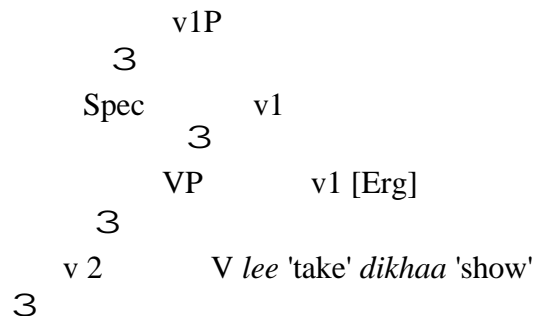 v1P
3
Spec v1
3
VP v1 [Erg]
3
v 2 V lee 'take' dikhaa 'show'
3